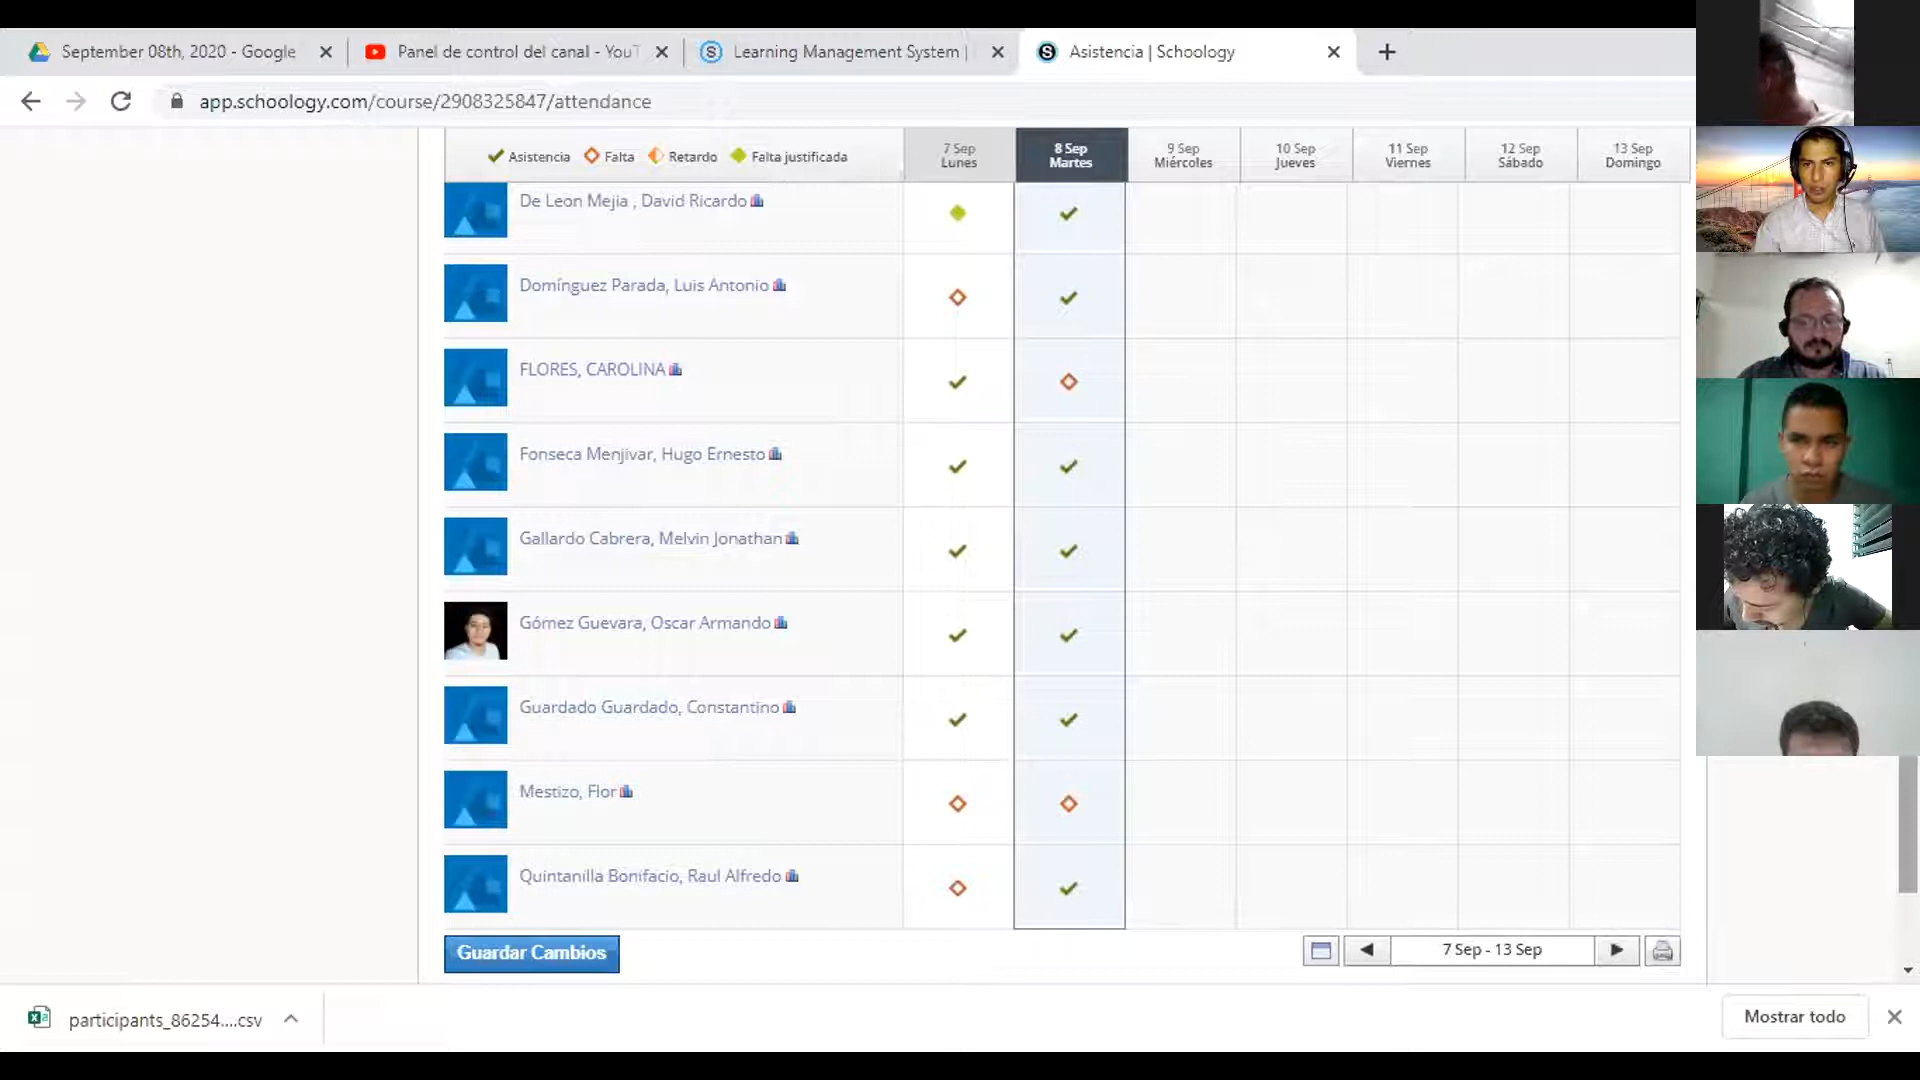 September 08th, 2020 - Google
Panel de control del canal - YouT
Learning Management System |
Asistencia | Schoology
app.schoology.com/course/2908325847/attendance
Asistencia Falta Retardo Falta justificada
7 Sep Lunes
8 Sep Martes
9 Sep Miércoles
10 Sep Jueves
11 Sep Viernes
12 Sep Sábado
13 Sep Domingo
De Leon Mejia , David Ricardo
Domínguez Parada, Luis Antonio
FLORES, CAROLINA
Fonseca Menjivar, Hugo Ernesto
Gallardo Cabrera, Melvin Jonathan
Gómez Guevara, Oscar Armando
Guardado Guardado, Constantino
Mestizo, Flor
Quintanilla Bonifacio, Raul Alfredo
Guardar Cambios
7 Sep - 13 Sep
participants_86254....csv
Mostrar todo